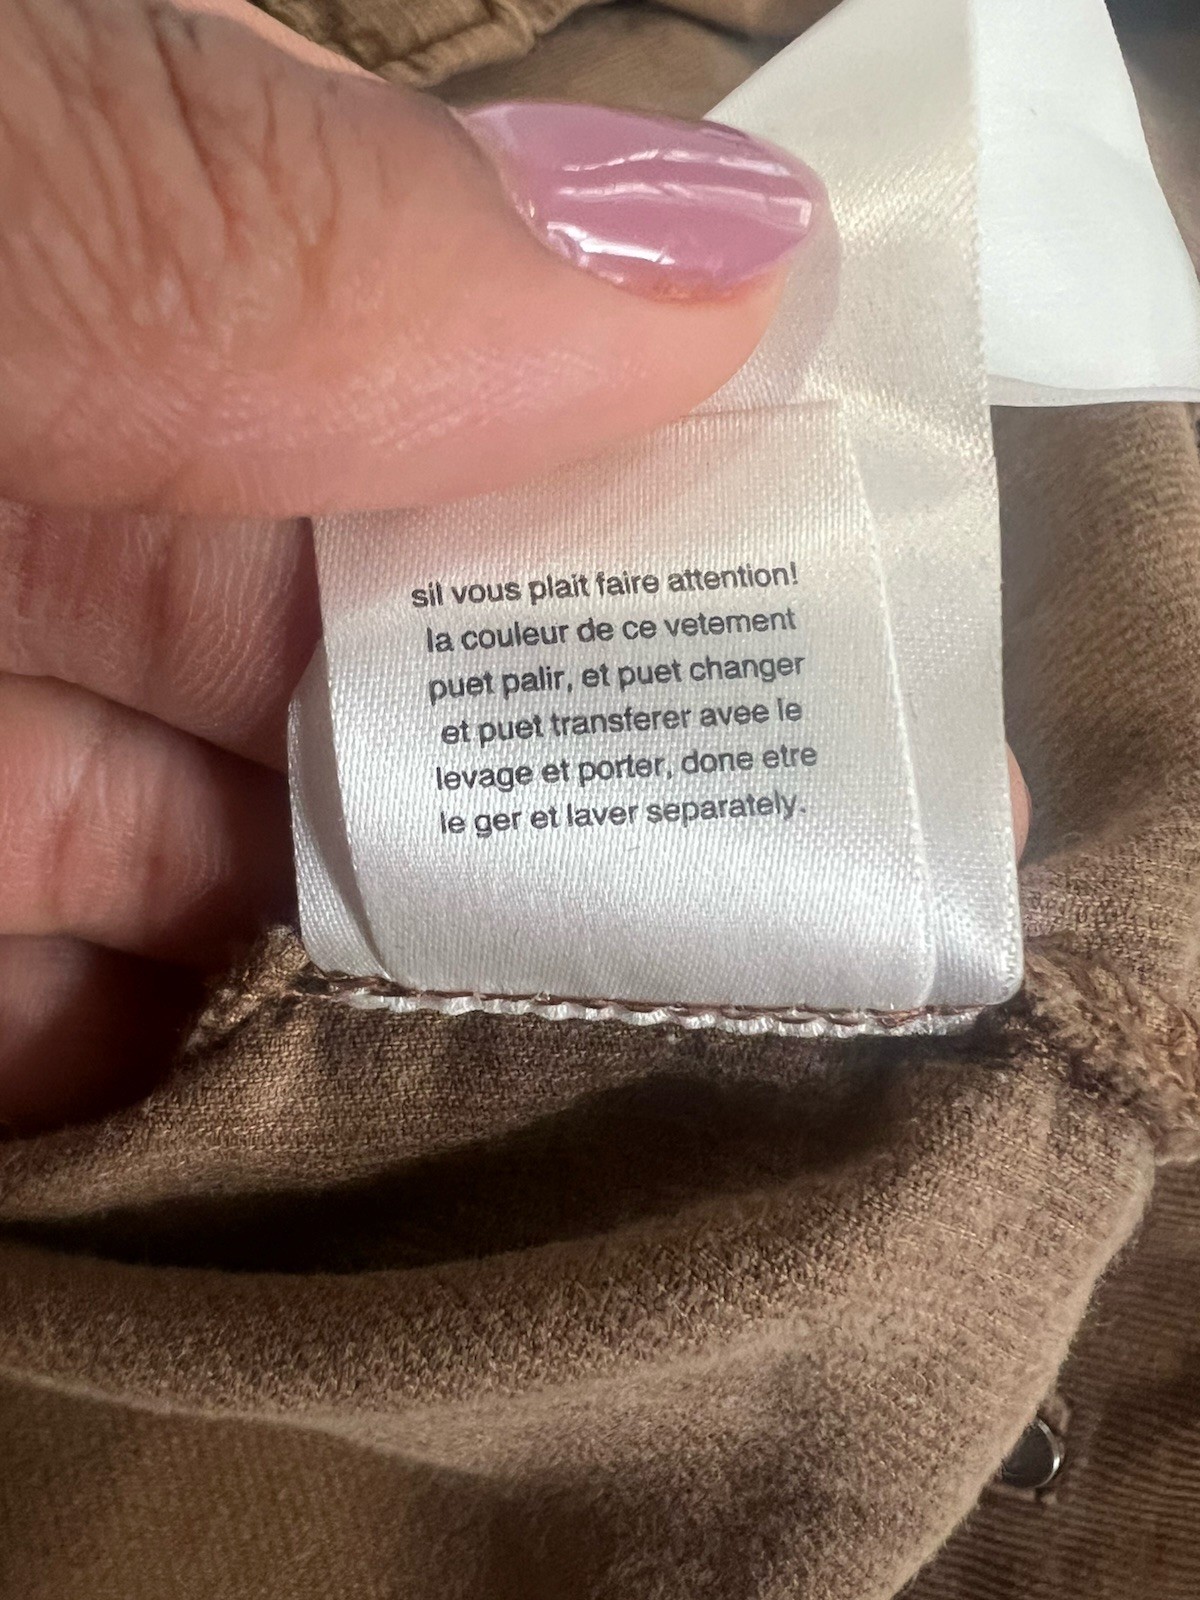 sil vous plait faire attention!
la couleur de ce vetement
puet palir, et puet changer
et puet transferer avee le
levage et porter, done etre
le ger et laver separately.